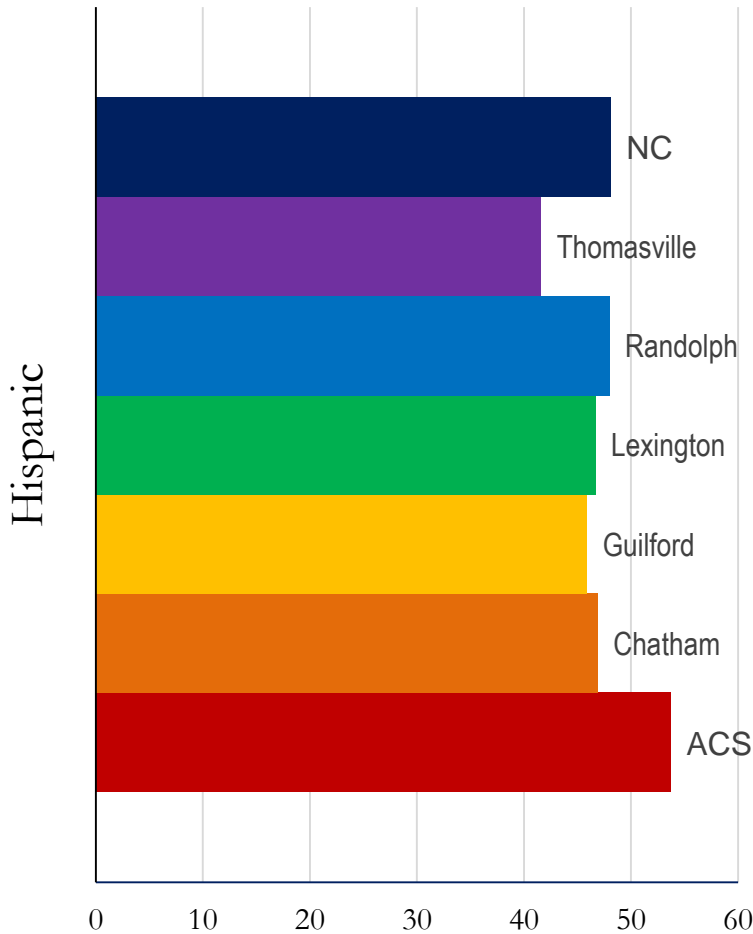 NC
Thomasville
Randolph
Lexington
Hispanic
Guilford
Chatham
ACS
0 10 20 30 40 50 60